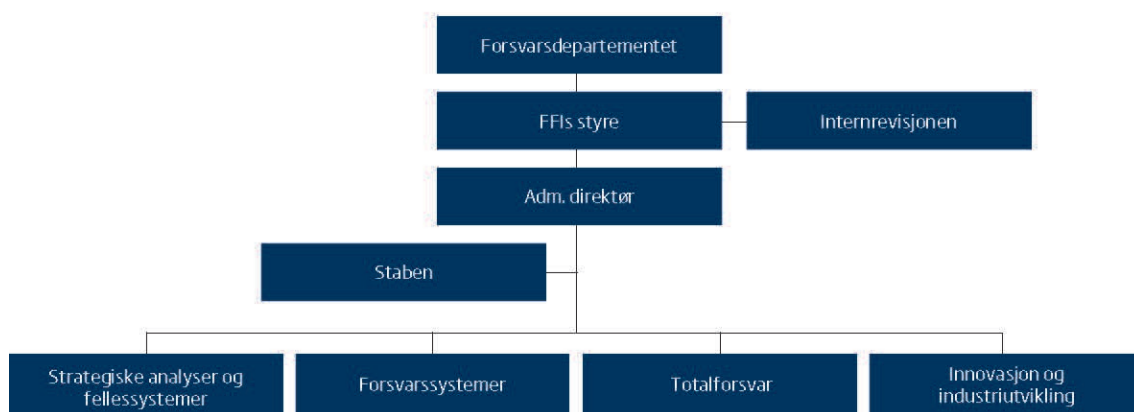 Forsvarsdepartementet
FFIs styre
Internrevisjonen
Adm. direktør
Staben
Strategiske analyser og
fellessystemer
Forsvarssystemer
Totalforsvar
Innovasjon og
industriutvikling